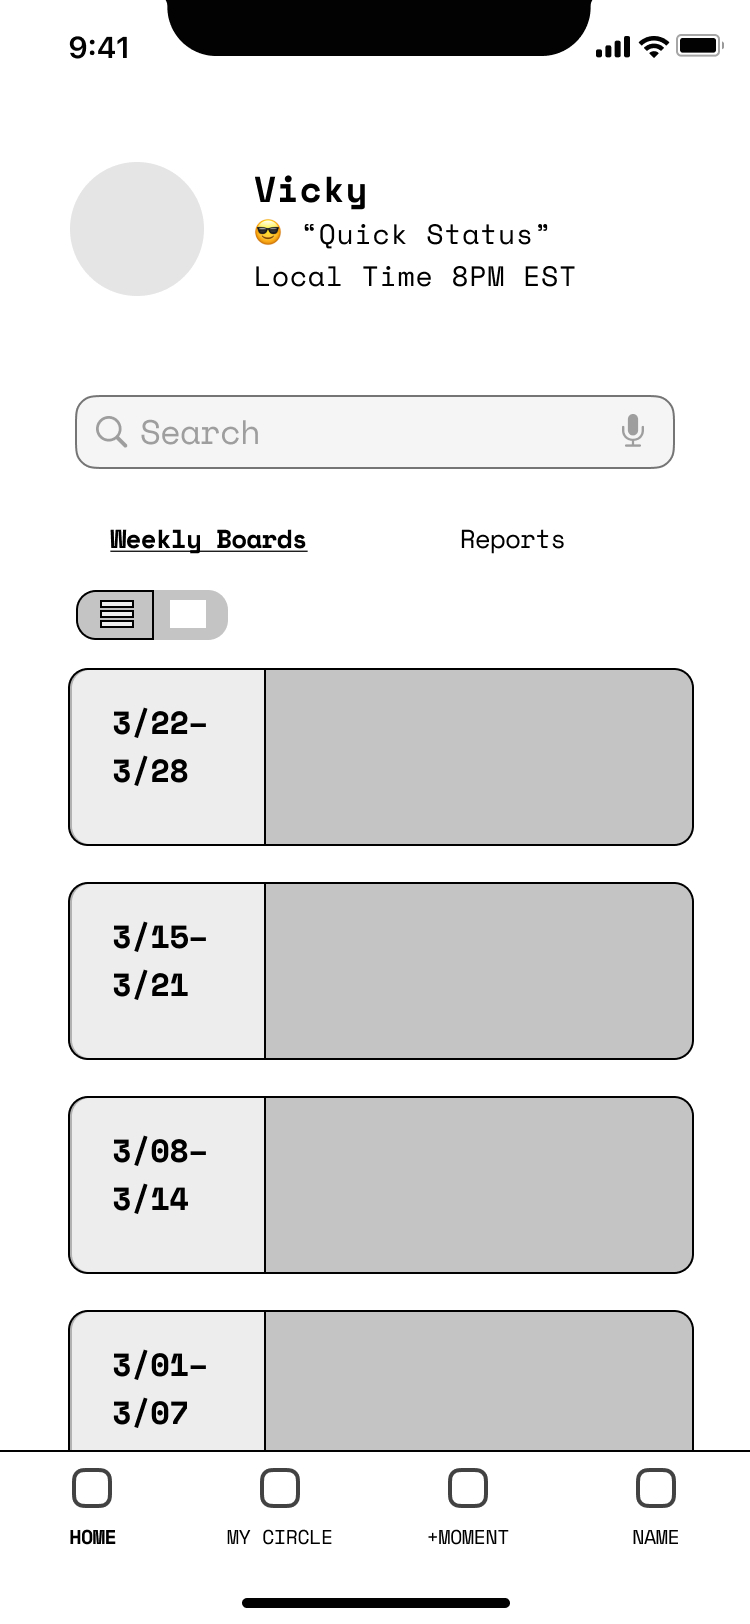 9:41
Vicky
😎 “Quick Status”
Local Time 8PM EST
Search
Weekly Boards
Reports
3/22–
3/28
3/15–
3/21
3/08–
3/14
3/01–
3/07
HOME
MY CIRCLE
+MOMENT
NAME